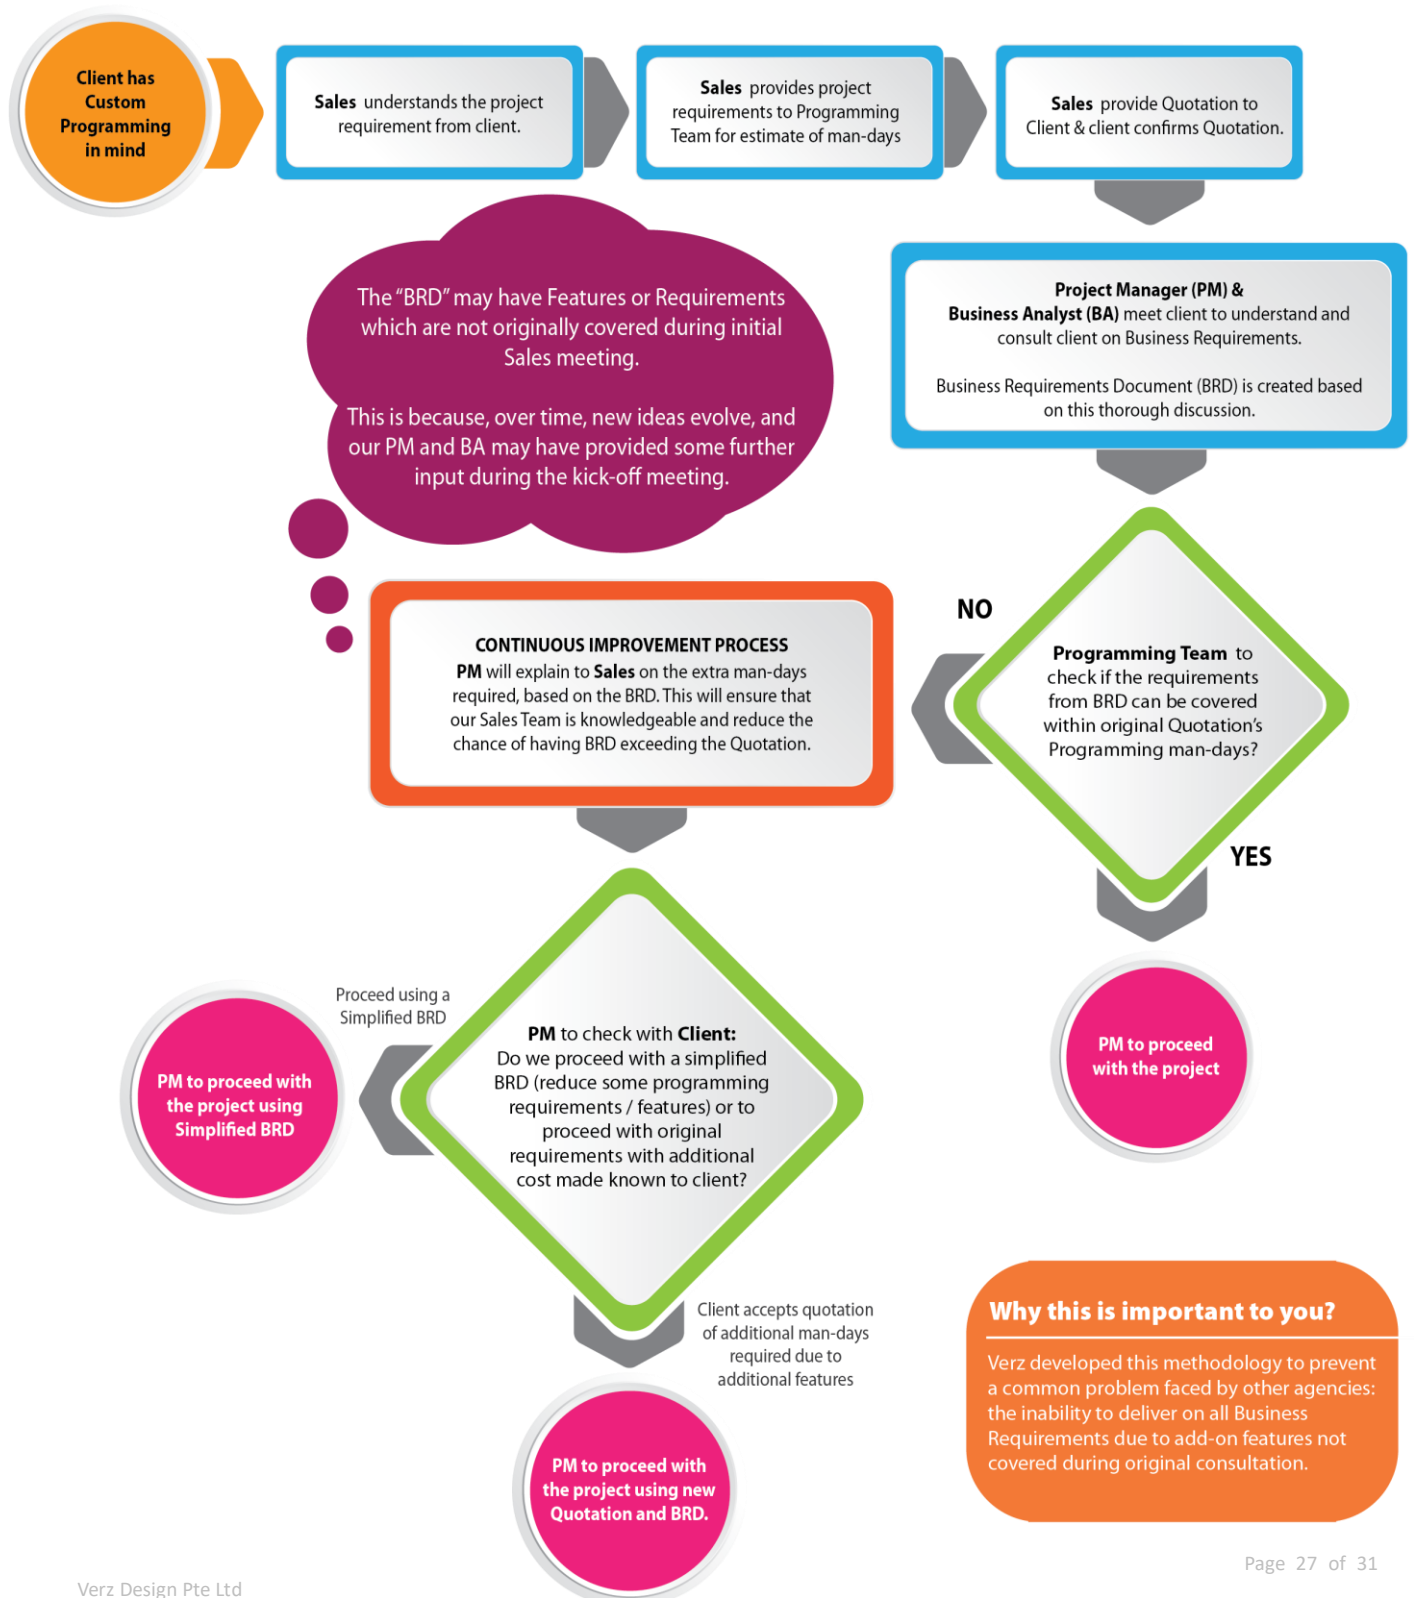 Client has
Custom
Programming
in mind
Sales understands the project
requirement from client.
Sales provides project
requirements to Programming
Team for estimate of man-days
Sales provide Quotation to
Client & client confirms Quotation.
Project Manager (PM) &
Business Analyst (BA) meet client to understand and
consult client on Business Requirements.
Business Requirements Document (BRD) is created based
on this thorough discussion.
The “BRD” may have Features or Requirements
which are not originally covered during initial
Sales meeting.
This is because, over time, new ideas evolve, and
our PM and BA may have provided some further
input during the kick-off meeting.
NO
Programming Team to
check if the requirements
from BRD can be covered
within original Quotation’s
Programming man-days?
YES
CONTINUOUS IMPROVEMENT PROCESS
PM will explain to Sales on the extra man-days
required, based on the BRD. This will ensure that
our Sales Team is knowledgeable and reduce the
chance of having BRD exceeding the Quotation.
PM to proceed
with the project
Proceed using a
Simplified BRD
PM to check with Client:
Do we proceed with a simplified
BRD (reduce some programming
requirements / features) or to
proceed with original
requirements with additional
cost made known to client?
PM to proceed with
the project using
Simplified BRD
Client accepts quotation
of additional man-days
required due to
additional features
PM to proceed with
the project using new
Quotation and BRD.
Why this is important to you?
Verz developed this methodology to prevent
a common problem faced by other agencies:
the inability to deliver on all Business
Requirements due to add-on features not
covered during original consultation.
Page 27 of 31
Verz Design Pte Ltd